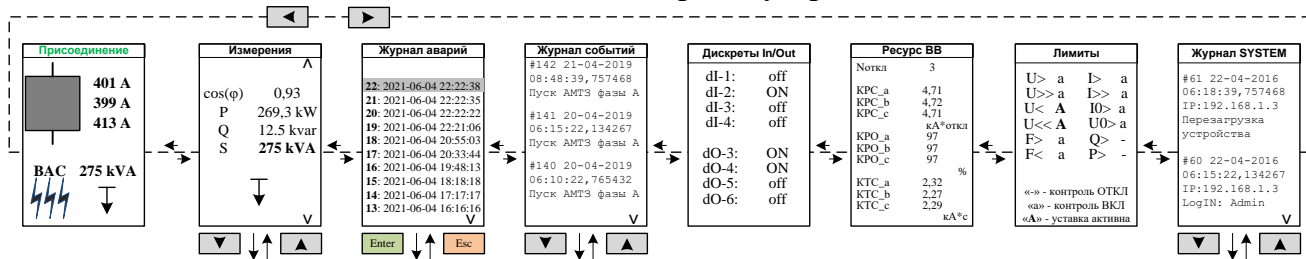 Присоединение
401 A
399 A
413 A
BAC 275 kVA
Измерения
cos(φ) 0,93
P 269,3 kW
Q 12.5 kvar
S 275 kVA
Журнал аварий
22: 2021-06-04 22:22:38
21: 2021-06-04 22:22:35
20: 2021-06-04 22:22:22
19: 2021-06-04 22:21:06
18: 2021-06-04 20:55:03
17: 2021-06-04 20:33:44
16: 2021-06-04 19:48:13
15: 2021-06-04 18:18:18
14: 2021-06-04 17:17:17
13: 2021-06-04 16:16:16
Enter Esc
Журнал событий
#142 21-04-2019
08:48:39,757468
Пуск АМТЗ фазы А
#141 20-04-2019
06:15:22,134267
Пуск АМТЗ фазы А
#140 20-04-2019
06:10:22,765432
Пуск АМТЗ фазы А
Дискреты In/Out
dI-1: off
dI-2: ON
dI-3: off
dI-4: off
dO-3: ON
dO-4: ON
dO-5: off
dO-6: off
Ресурс ВВ
Nоткл 3
КРС_a 4,71
КРС_b 4,72
КРС_c 4,71
кА*откл
КРО_a 97
КРО_b 97
КРО_c 97
%
КТС_a 2,32
КТС_b 2,27
КТС_c 2,29
кА*с
Лимиты
U> a I> a
U>> a I>> a
U< A I0> a
U<< A U0> a
F> a Q> -
F< a P> -
«-» - контроль ОТКЛ
«а» - контроль ВКЛ
«А» - уставка активна
Журнал SYSTEM
#61 22-04-2016
06:18:39,757468
IP:192.168.1.3
Перезагрузка
устройства
#60 22-04-2016
06:15:22,134267
IP:192.168.1.3
LogIN: Admin